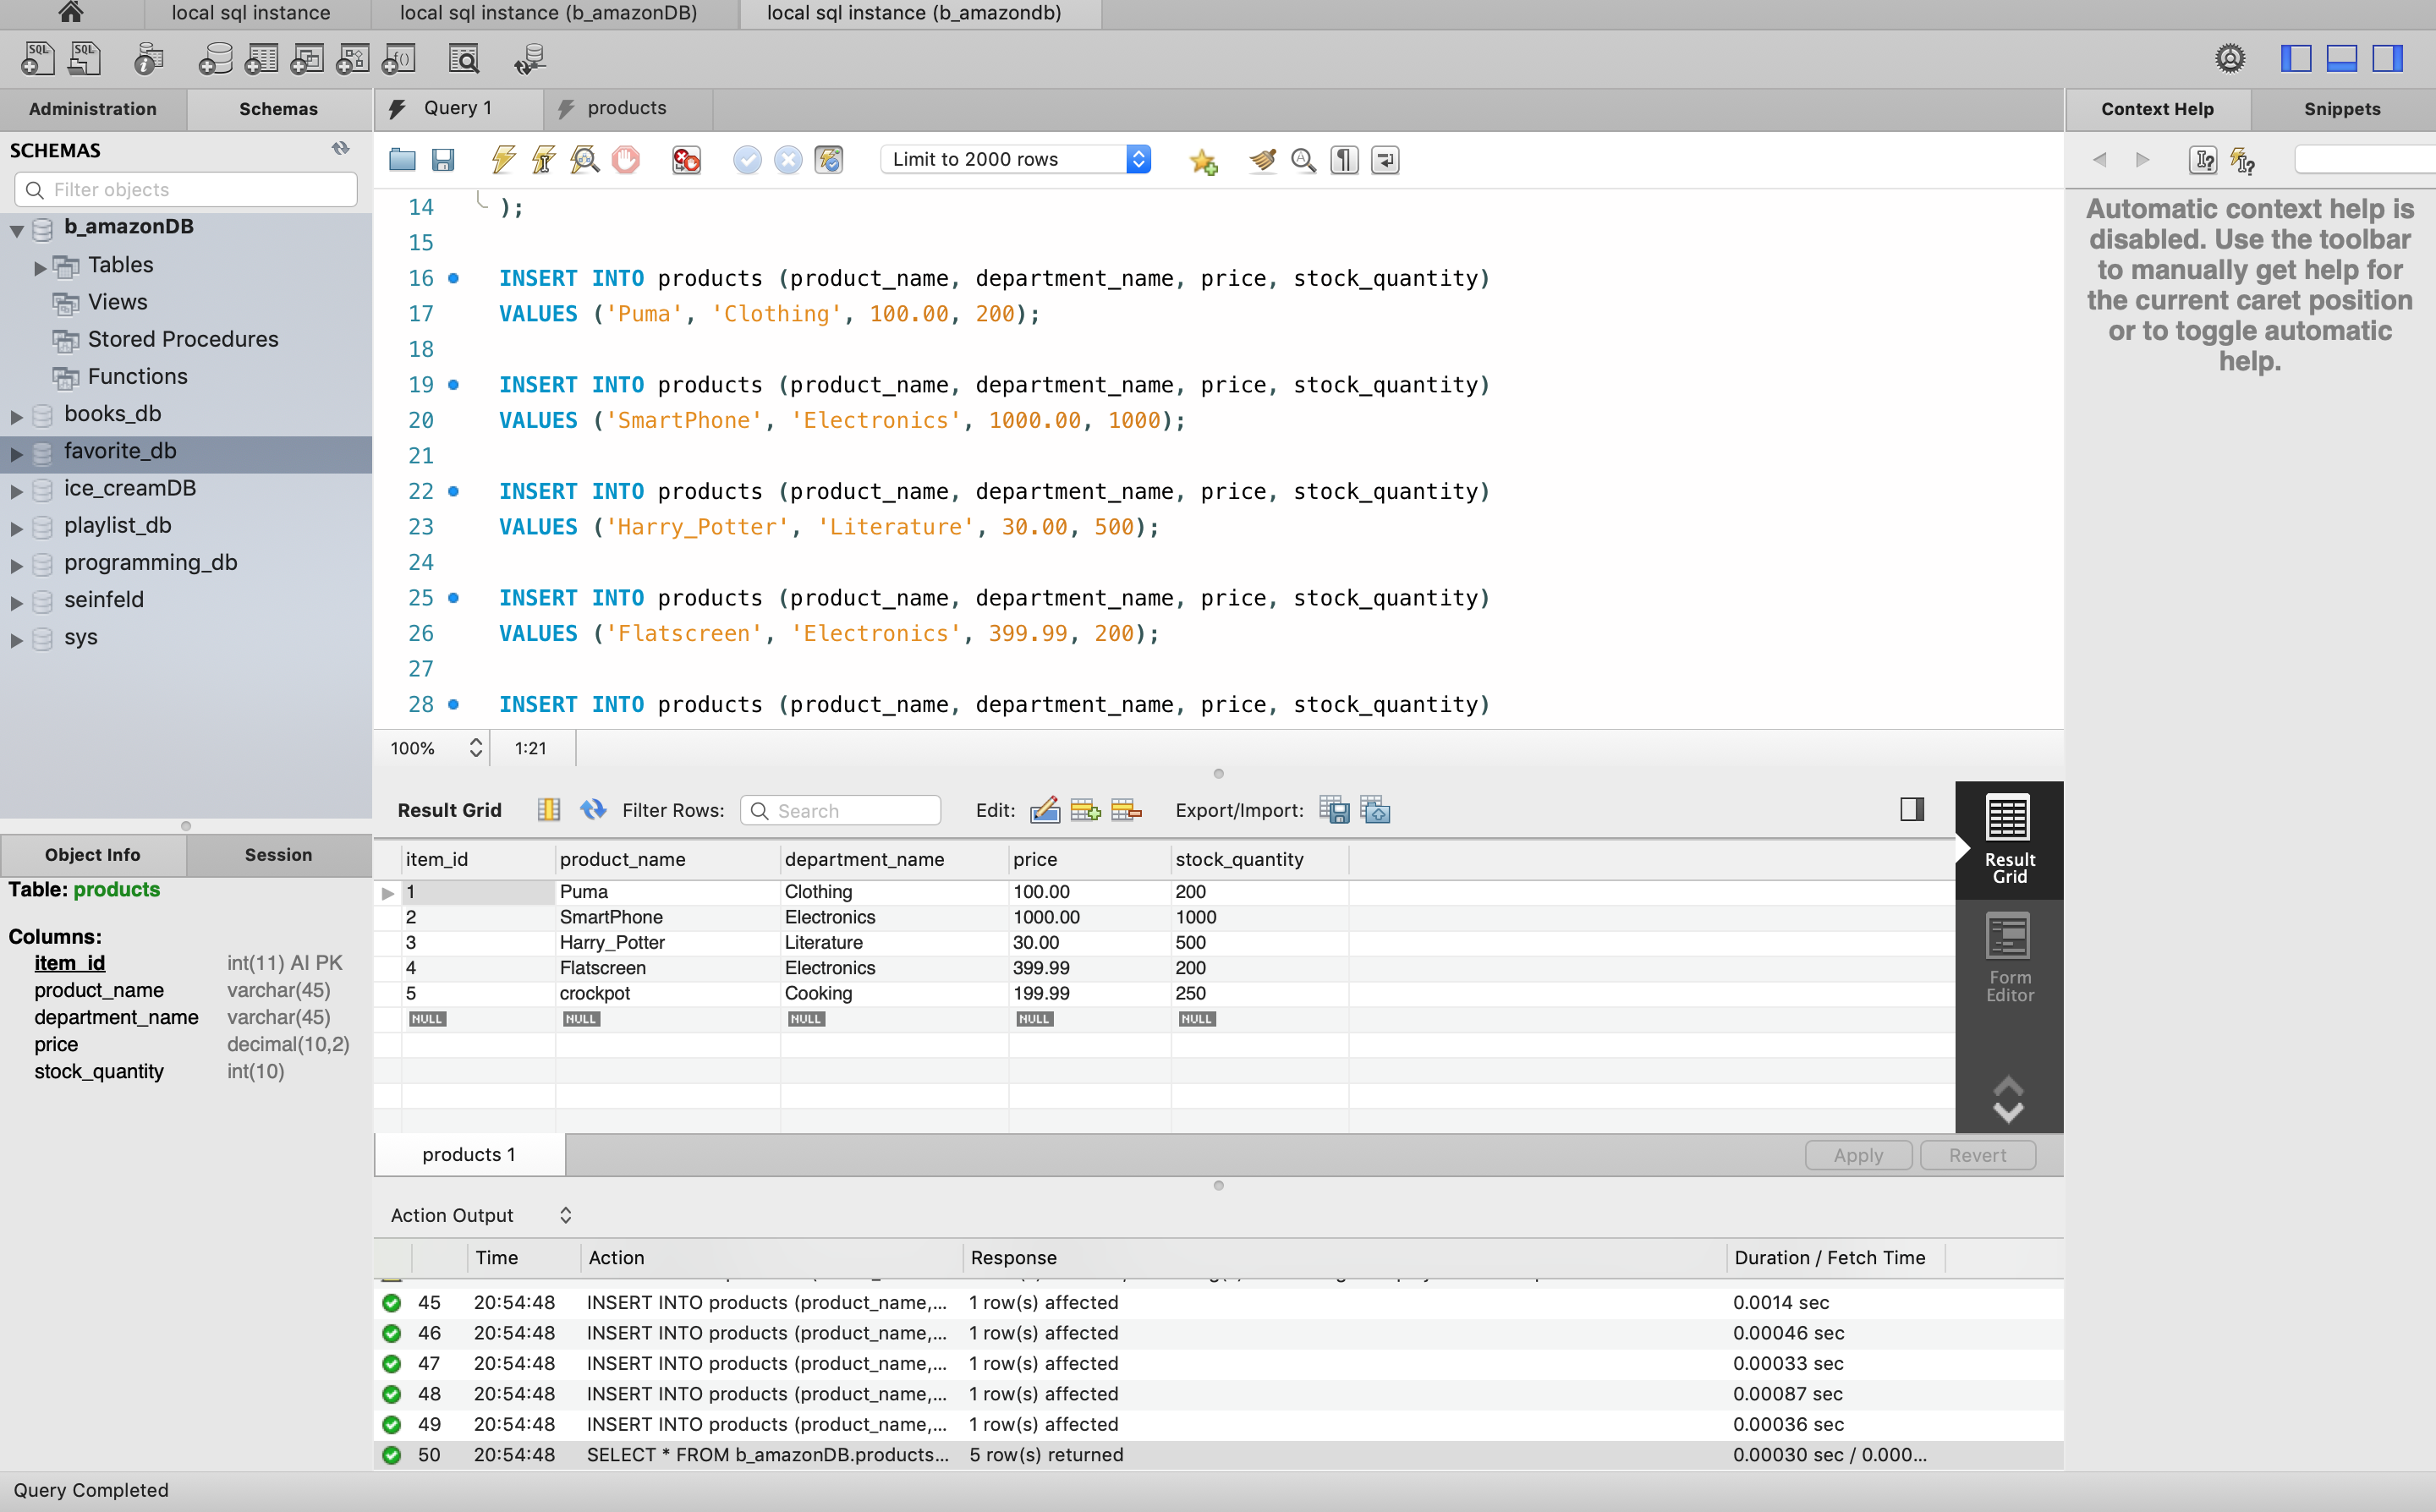 local sql instance
local sql instance (b_amazonDB)
local sql instance (b_amazondb)
SQL
SQL
Administration
Schemas
Query 1
products
Context Help
Snippets
SCHEMAS
Filter objects
Limit to 2000 rows
b_amazonDB
Tables
Views
Stored Procedures
Functions
books_db
favorite_db
ice_creamDB
playlist_db
programming_db
seinfeld
sys
14 );
15
16 INSERT INTO products (product_name, department_name, price, stock_quantity)
17 VALUES ('Puma', 'Clothing', 100.00, 200);
18
19 INSERT INTO products (product_name, department_name, price, stock_quantity)
20 VALUES ('SmartPhone', 'Electronics', 1000.00, 1000);
21
22 INSERT INTO products (product_name, department_name, price, stock_quantity)
23 VALUES ('Harry_Potter', 'Literature', 30.00, 500);
24
25 INSERT INTO products (product_name, department_name, price, stock_quantity)
26 VALUES ('Flatscreen', 'Electronics', 399.99, 200);
27
28 INSERT INTO products (product_name, department_name, price, stock_quantity)
100% 1:21
Automatic context help is
disabled. Use the toolbar
to manually get help for
the current caret position
or to toggle automatic
help.
Object Info
Session
Table: products
Columns:
item_id int(11) AI PK
product_name varchar(45)
department_name varchar(45)
price decimal(10,2)
stock_quantity int(10)
Result Grid Filter Rows: Search Edit: Export/Import:
item_id product_name department_name price stock_quantity
1 Puma Clothing 100.00 200
2 SmartPhone Electronics 1000.00 1000
3 Harry_Potter Literature 30.00 500
4 Flatscreen Electronics 399.99 200
5 crockpot Cooking 199.99 250
NULL NULL NULL NULL NULL
Result
Grid
Form
Editor
products 1
Apply
Revert
Action Output
Time Action Response Duration / Fetch Time
45 20:54:48 INSERT INTO products (product_name,... 1 row(s) affected 0.0014 sec
46 20:54:48 INSERT INTO products (product_name,... 1 row(s) affected 0.00046 sec
47 20:54:48 INSERT INTO products (product_name,... 1 row(s) affected 0.00033 sec
48 20:54:48 INSERT INTO products (product_name,... 1 row(s) affected 0.00087 sec
49 20:54:48 INSERT INTO products (product_name,... 1 row(s) affected 0.00036 sec
50 20:54:48 SELECT * FROM b_amazonDB.products... 5 row(s) returned 0.00030 sec / 0.000...
Query Completed